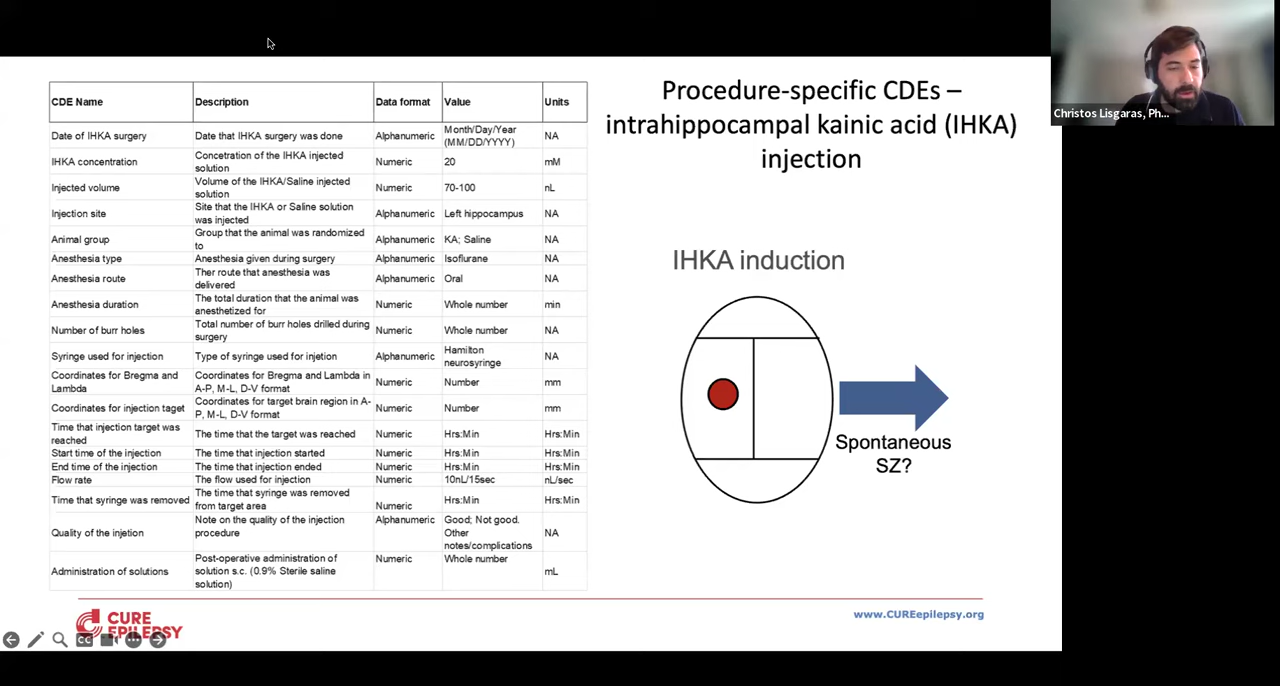 CDE Name Description Data format Value Units
Date of IHKA surgery Date that IHKA surgery was done Alphanumeric Month/Day/Year (MM/DD/YYYY) NA
IHKA concentration Concetration of the IHKA injected solution Numeric 20 mM
Injected volume Volume of the IHKA/Saline injected solution Numeric 70-100 nL
Injection site Site that the IHKA or Saline solution was injected Alphanumeric Left hippocampus NA
Animal group Group that the animal was randomized to Alphanumeric KA; Saline NA
Anesthesia type Anesthesia given during surgery Alphanumeric Isoflurane NA
Anesthesia route Ther route that anesthesia was delivered Alphanumeric Oral NA
Anesthesia duration The total duration that the animal was anesthetized for Numeric Whole number min
Number of burr holes Total number of burr holes drilled during surgery Numeric Whole number NA
Syringe used for injection Type of syringe used for injetion Alphanumeric Hamilton neurosyringe NA
Coordinates for Bregma and Lambda Coordinates for Bregma and Lambda in A-P, M-L, D-V format Numeric Number mm
Coordinates for injection taget Coordinates for target brain region in A-P, M-L, D-V format Numeric Number mm
Time that injection target was reached The time that the target was reached Numeric Hrs:Min Hrs:Min
Start time of the injection The time that injection started Numeric Hrs:Min Hrs:Min
End time of the injection The time that injection ended Numeric Hrs:Min Hrs:Min
Flow rate The flow used for injection Numeric 10nL/15sec nL/sec
Time that syringe was removed The time that syringe was removed from target area Numeric Hrs:Min Hrs:Min
Quality of the injetion Note on the quality of the injection procedure Alphanumeric Good; Not good. Other notes/complications NA
Administration of solutions Post-operative administration of solution s.c. (0.9% Sterile saline solution) Numeric Whole number mL
Procedure-specific CDEs –
intrahippocampal kainic acid (IHKA)
injection
IHKA induction
Spontaneous
SZ?
CURE
EPILEPSY
www.CUREepilepsy.org
CC
Christos Lisgaras, Ph...